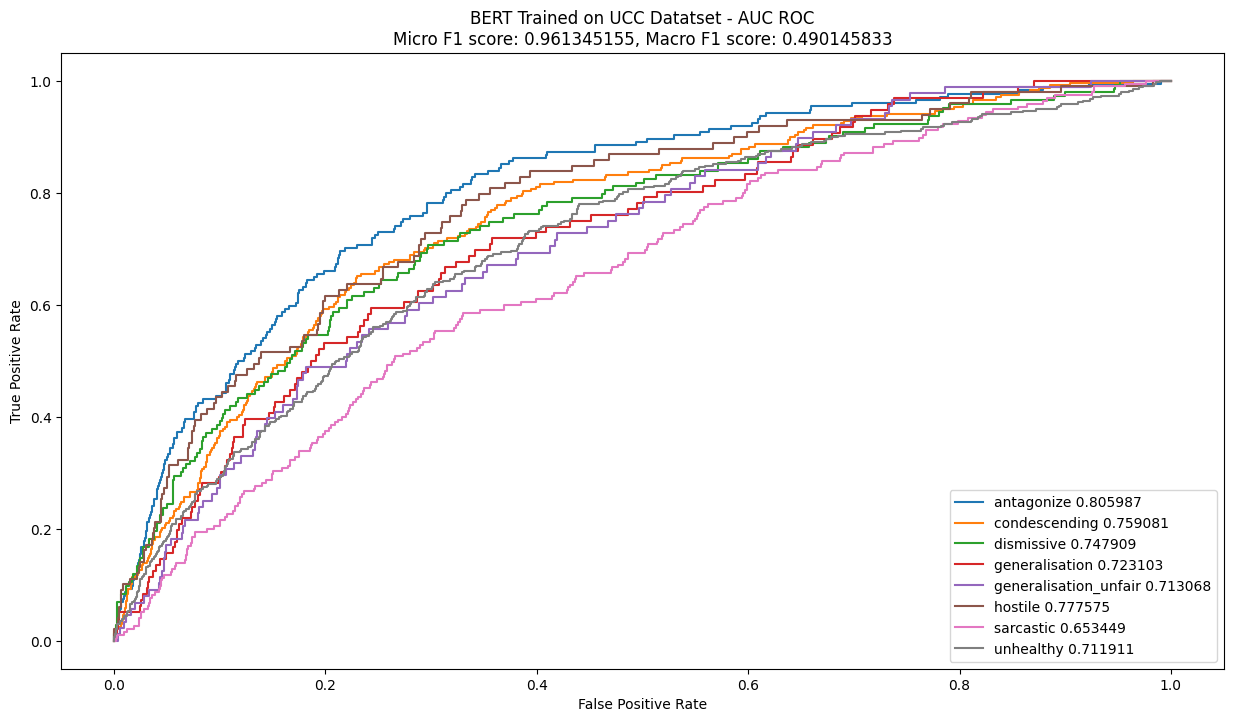 BERT Trained on UCC Datatset - AUC ROC
Micro F1 score: 0.961345155, Macro F1 score: 0.490145833
1.0
0.8
0.6
0.4
0.2
0.0
True Positive Rate
antagonize 0.805987
condescending 0.759081
dismissive 0.747909
generalisation 0.723103
generalisation_unfair 0.713068
hostile 0.777575
sarcastic 0.653449
unhealthy 0.711911
0.0 0.2 0.4 0.6 0.8 1.0
False Positive Rate